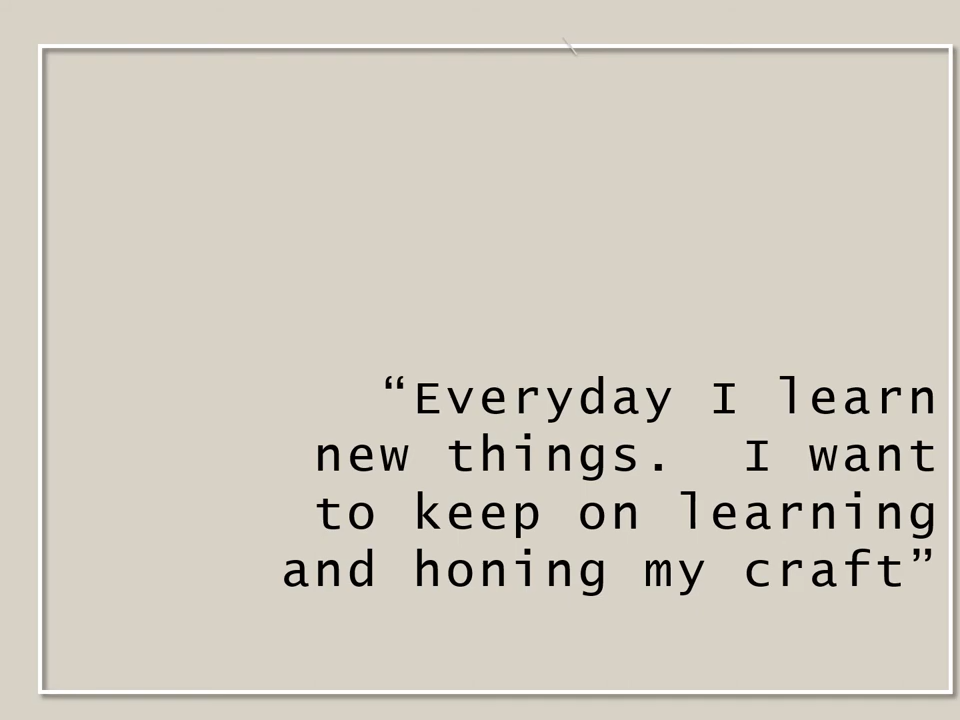 “Everyday I learn
new things.  I want
to keep on learning
and honing my craft”